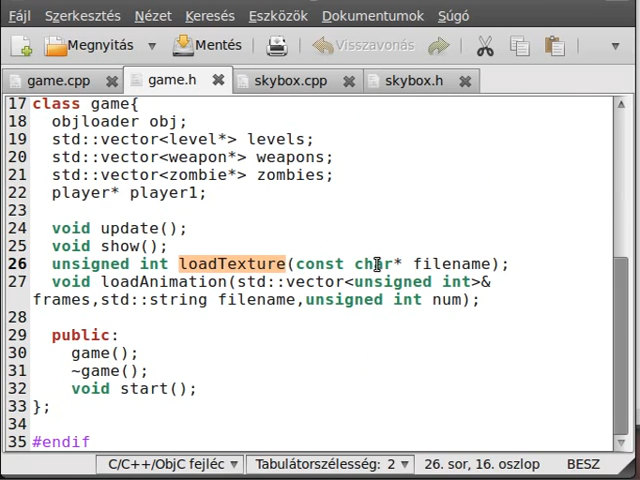 Fájl Szerkesztés Nézet Keresés Eszközök Dokumentumok Súgó
Megnyitás Mentés Visszavonás
game.cpp game.h skybox.cpp skybox.h
17 class game{
18 objloader obj;
19 std::vector<level*> levels;
20 std::vector<weapon*> weapons;
21 std::vector<zombie*> zombies;
22 player* player1;
23
24 void update();
25 void show();
26 unsigned int loadTexture(const char* filename);
27 void loadAnimation(std::vector<unsigned int>&
frames,std::string filename,unsigned int num);
28
29 public:
30 game();
31 ~game();
32 void start();
33 };
34
35 #endif
C/C++/ObjC fejléc Tabulátorszélesség: 2 26. sor, 16. oszlop BESZ